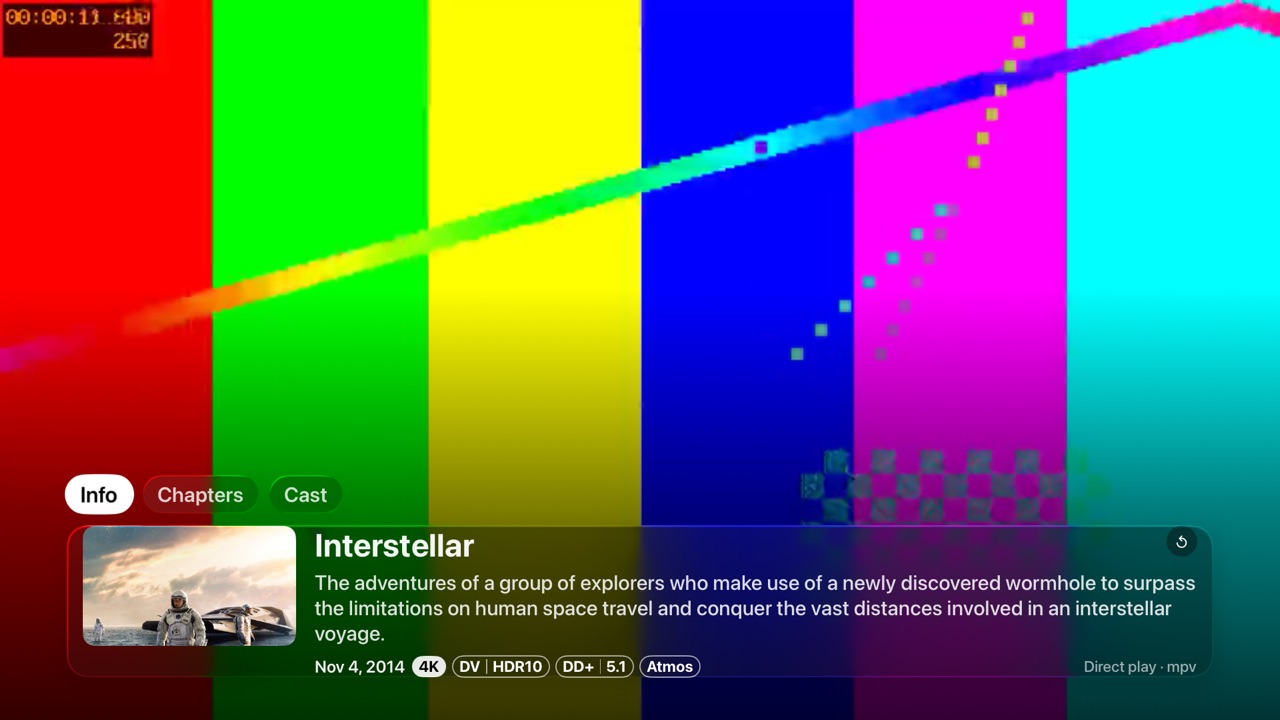 Info
Chapters
Cast
Interstellar
The adventures of a group of explorers who make use of a newly discovered wormhole to surpass
the limitations on human space travel and conquer the vast distances involved in an interstellar
voyage.
Nov 4, 2014 4K DV | HDR10 DD+ | 5.1 Atmos Direct play · mpv